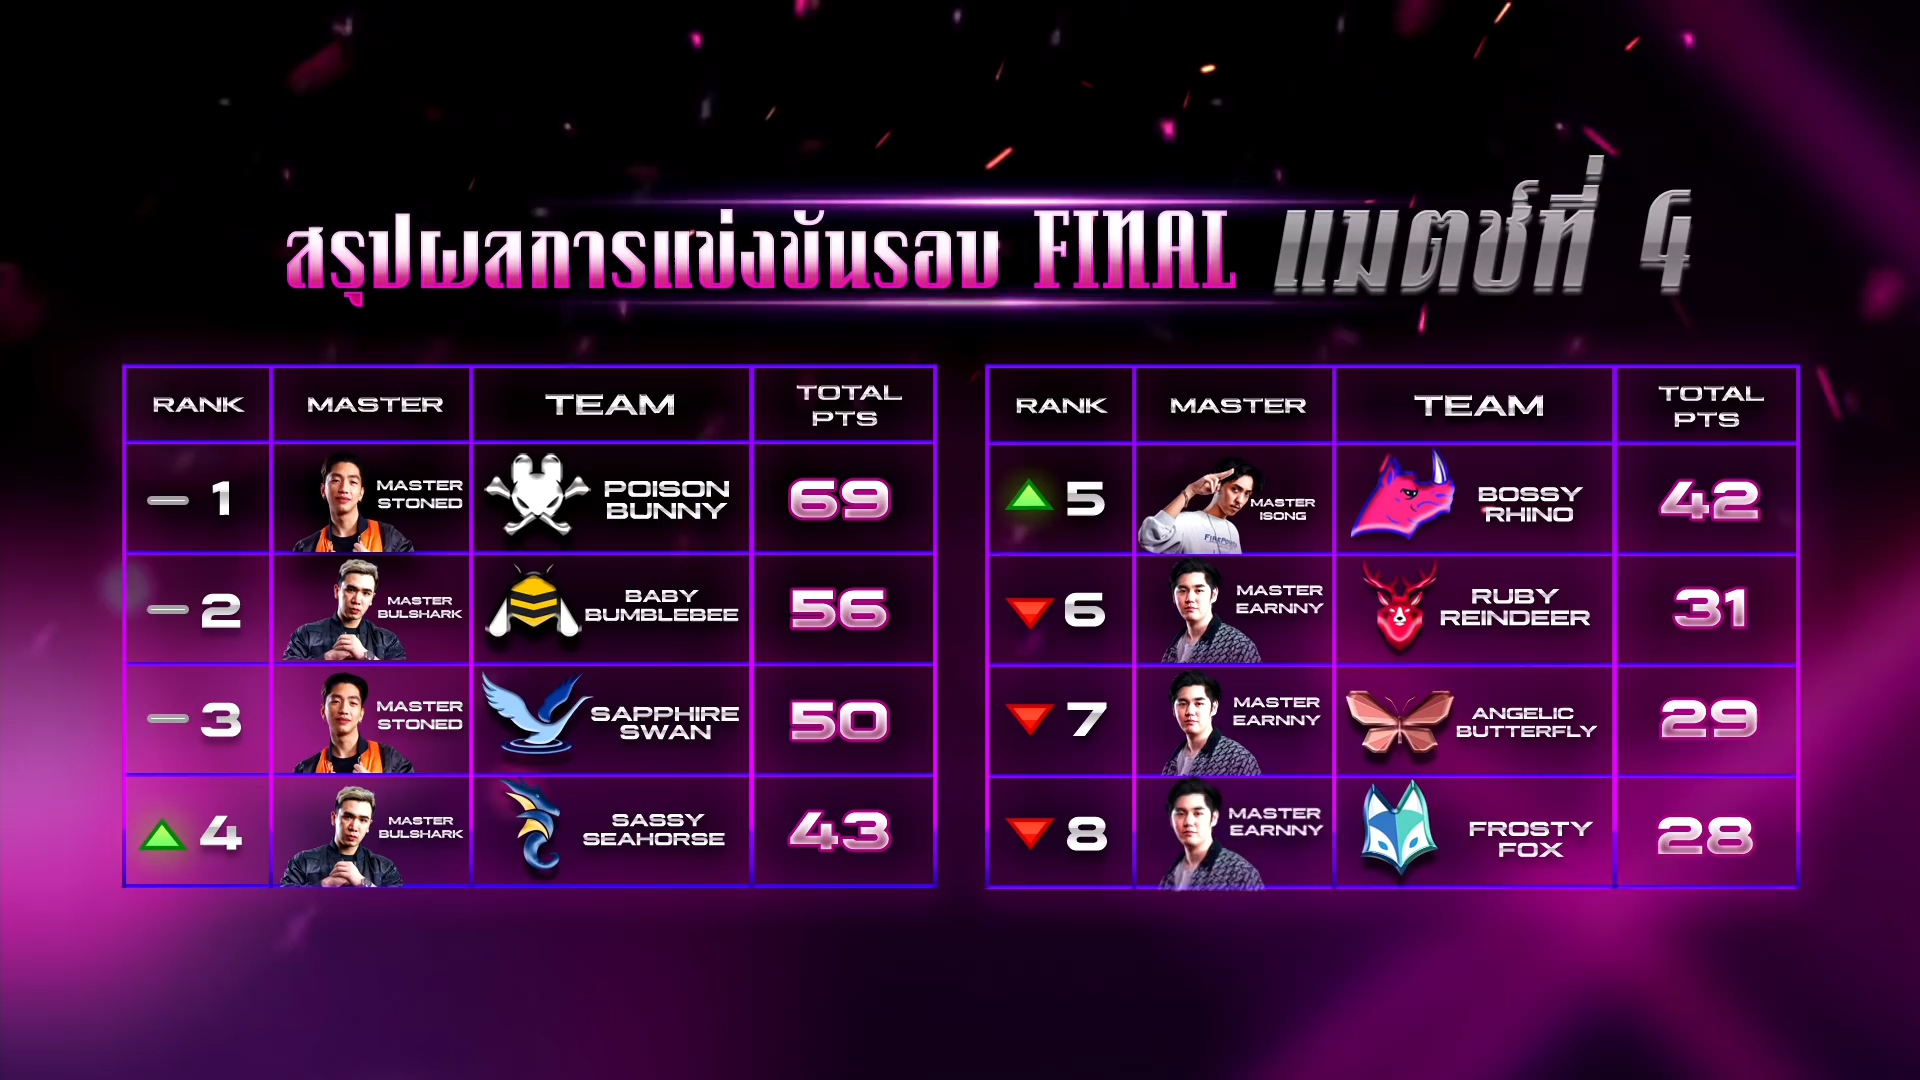 สรุปผลการแข่งขันรอบ FINAL แมตช์ที่ 4
RANK MASTER TEAM TOTAL PTS
1 MASTER STONED POISON BUNNY 69
2 MASTER BULSHARK BABY BUMBLEBEE 56
3 MASTER STONED SAPPHIRE SWAN 50
4 MASTER BULSHARK SASSY SEAHORSE 43
RANK MASTER TEAM TOTAL PTS
5 MASTER ISONG BOSSY RHINO 42
6 MASTER EARNNY RUBY REINDEER 31
7 MASTER EARNNY ANGELIC BUTTERFLY 29
8 MASTER EARNNY FROSTY FOX 28